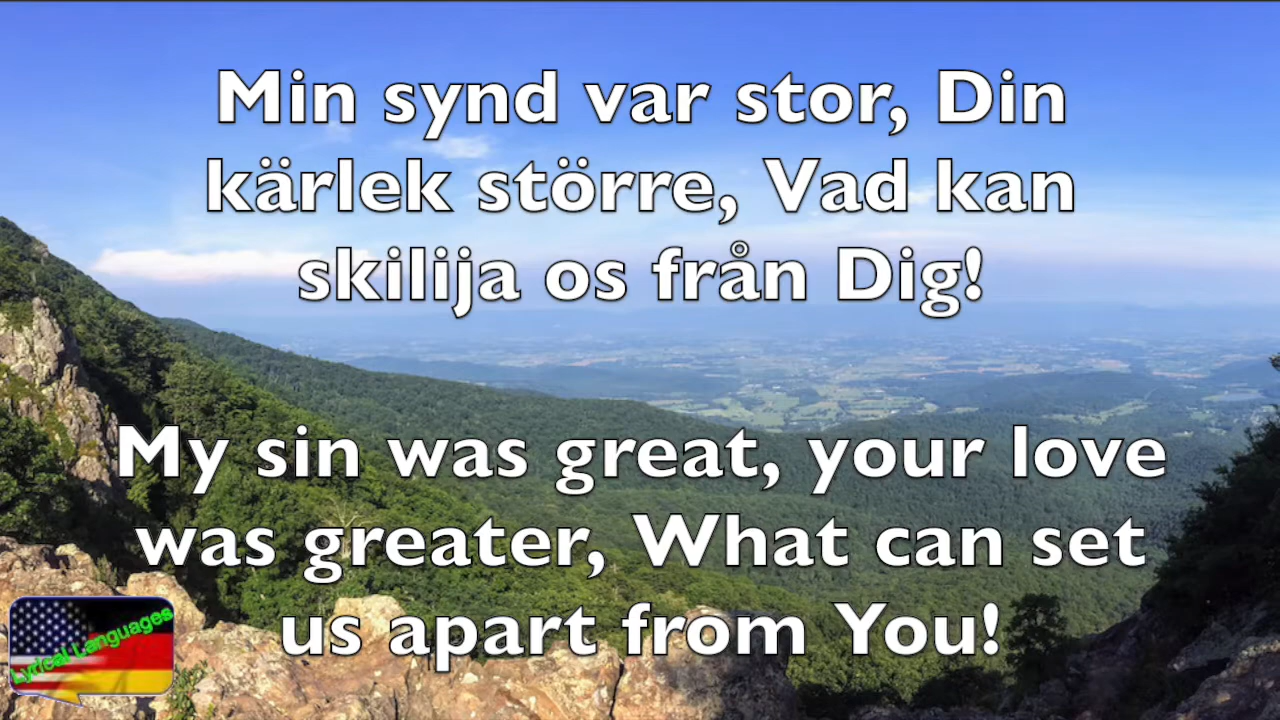 Min synd var stor, Din
kärlek större, Vad kan
skilija os från Dig!
My sin was great, your love
was greater, What can set
us apart from You!
Lyrical Languages